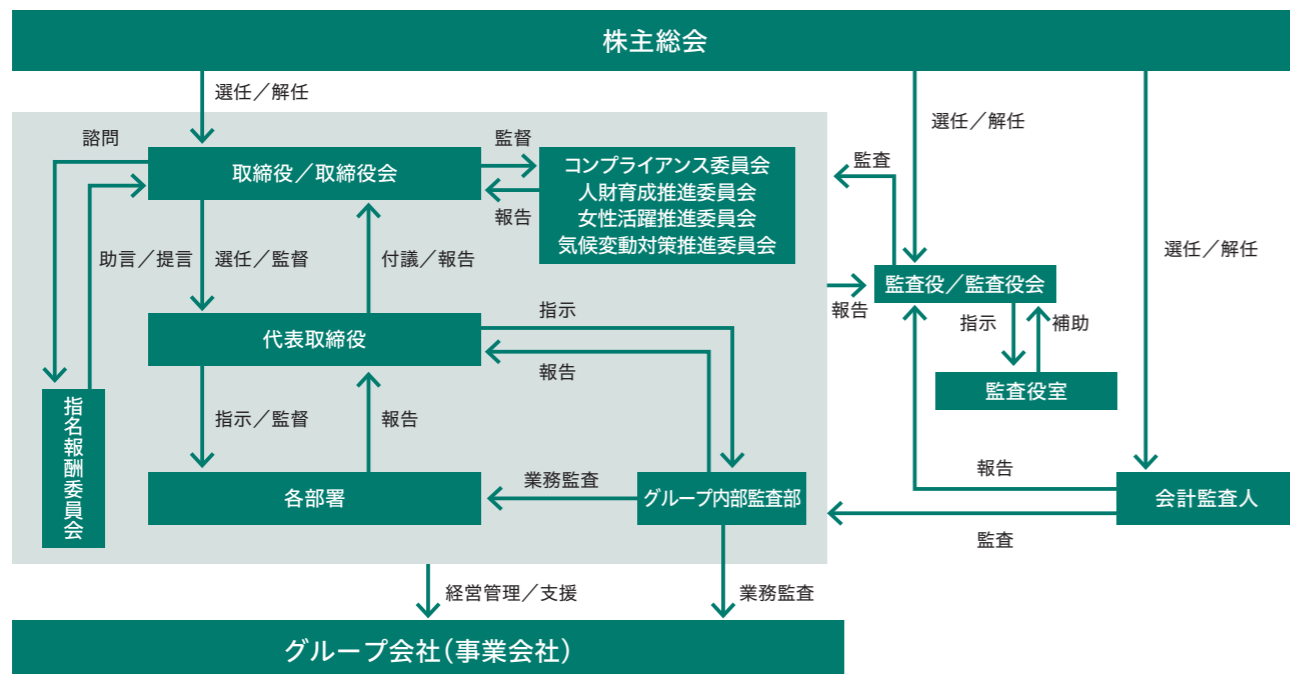 株主総会
選任／解任
選任／解任
選任／解任
諮問
取締役／取締役会
監督
報告
コンプライアンス委員会
人財育成推進委員会
女性活躍推進委員会
気候変動対策推進委員会
監査
報告
監査役／監査役会
助言／提言
選任／監督
付議／報告
指示
補助
監査役室
代表取締役
指示
報告
指名報酬委員会
指示／監督
報告
各部署
業務監査
グループ内部監査部
報告
会計監査人
監査
経営管理／支援
業務監査
グループ会社（事業会社）